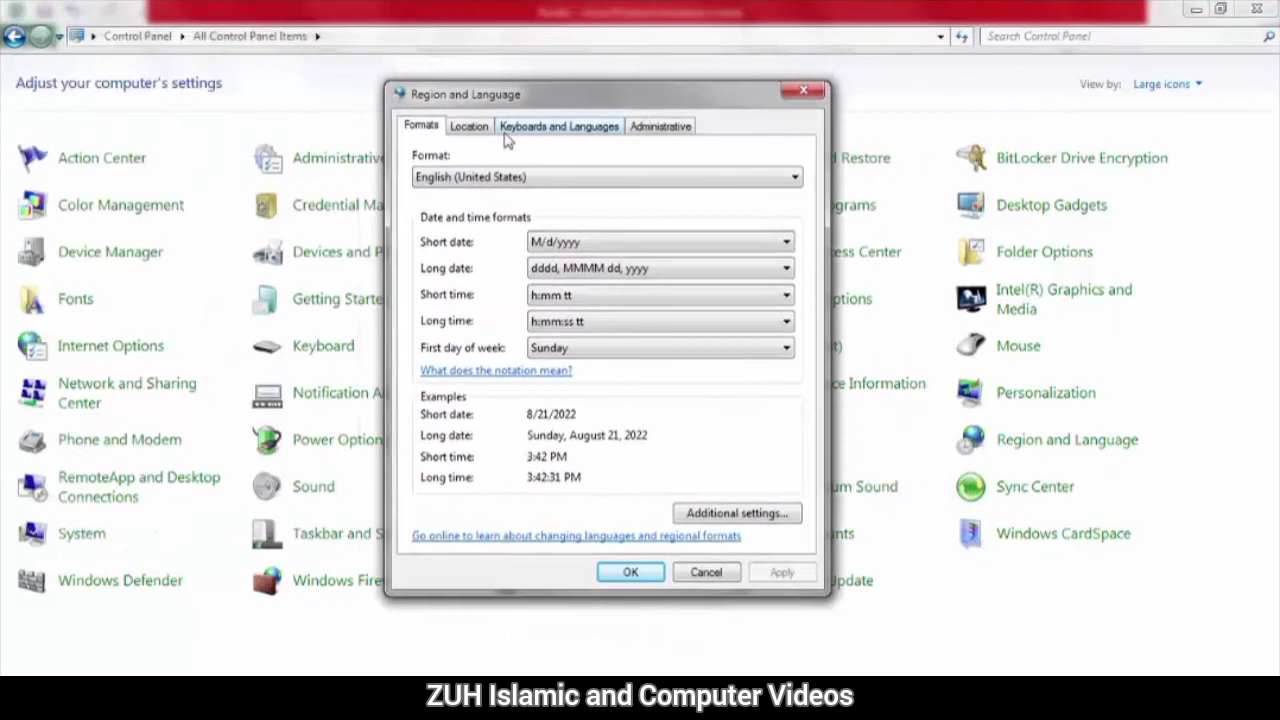 Control Panel
All Control Panel Items
Search Control Panel
Adjust your computer's settings
View by: Large icons
Region and Language
Formats
Location
Keyboards and Languages
Administrative
Format:
English (United States)
Date and time formats
Short date: M/d/yyyy
Long date: dddd, MMMM dd, yyyy
Short time: h:mm tt
Long time: h:mm:ss tt
First day of week: Sunday
What does the notation mean?
Examples
Short date: 8/21/2022
Long date: Sunday, August 21, 2022
Short time: 3:42 PM
Long time: 3:42:31 PM
Additional settings...
Go online to learn about changing languages and regional formats
OK
Cancel
Apply
Action Center
Color Management
Device Manager
Fonts
Internet Options
Network and Sharing
Center
Phone and Modem
RemoteApp and Desktop
Connections
System
Windows Defender
Administrative
Credential Ma
Devices and P
Getting Starte
Keyboard
Notification A
Power Option
Sound
Taskbar and S
Windows Fire
Restore
grams
ess Center
ptions
t)
ce Information
um Sound
nts
pdate
BitLocker Drive Encryption
Desktop Gadgets
Folder Options
Intel(R) Graphics and
Media
Mouse
Personalization
Region and Language
Sync Center
Windows CardSpace
ZUH Islamic and Computer Videos